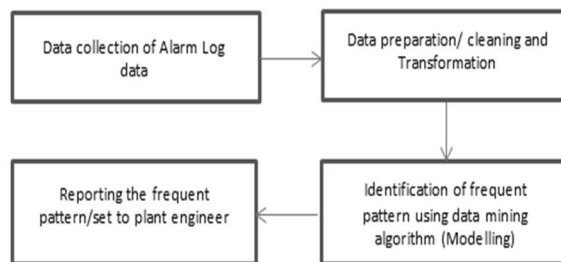 Data collection of Alarm Log
data
Data preparation/ cleaning and
Transformation
Identification of frequent
pattern using data mining
algorithm (Modelling)
Reporting the frequent
pattern/set to plant engineer